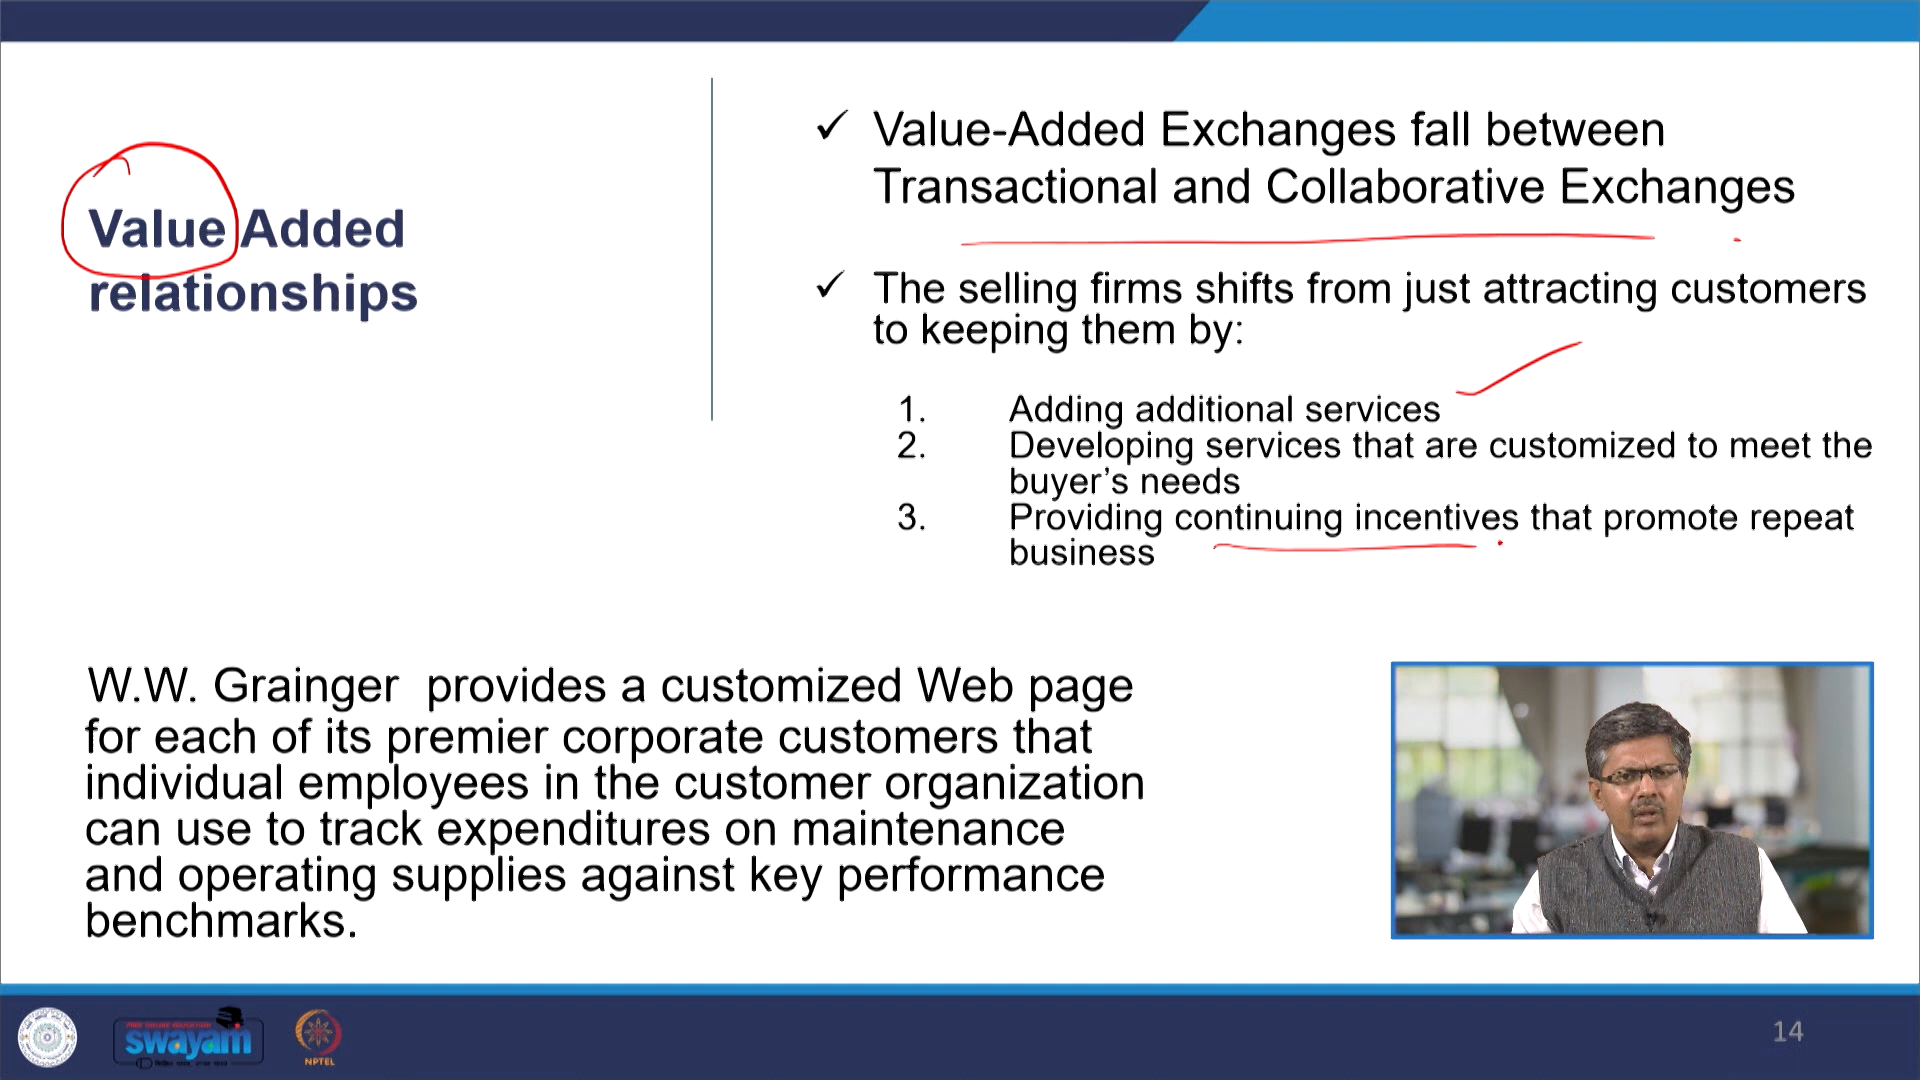 Value Added
relationships
✓ Value-Added Exchanges fall between
Transactional and Collaborative Exchanges
✓ The selling firms shifts from just attracting customers
to keeping them by:
1. Adding additional services
2. Developing services that are customized to meet the
buyer’s needs
3. Providing continuing incentives that promote repeat
business
W.W. Grainger provides a customized Web page
for each of its premier corporate customers that
individual employees in the customer organization
can use to track expenditures on maintenance
and operating supplies against key performance
benchmarks.
FREE ONLINE EDUCATION
swayam
NPTEL
14